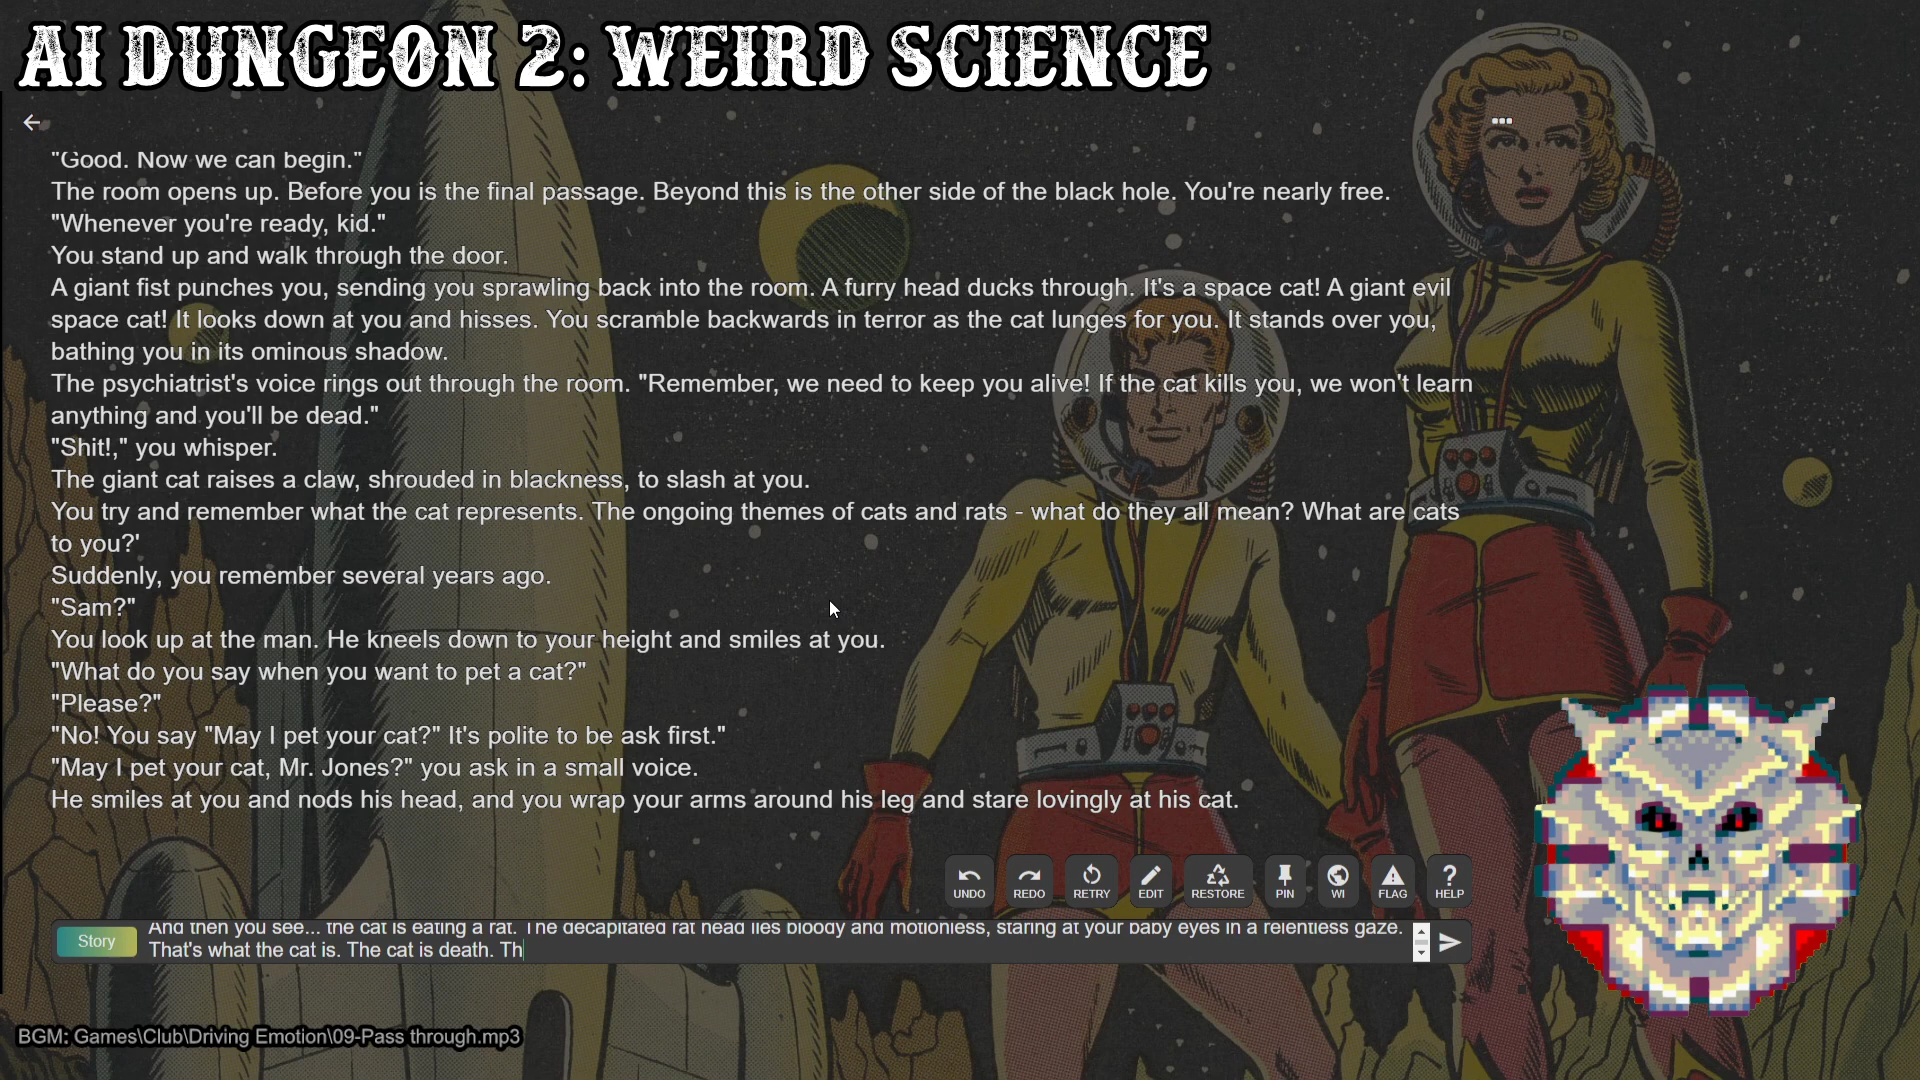 AI DUNGEON 2: WEIRD SCIENCE
"Good. Now we can begin."
The room opens up. Before you is the final passage. Beyond this is the other side of the black hole. You're nearly free.
"Whenever you're ready, kid."
You stand up and walk through the door.
A giant fist punches you, sending you sprawling back into the room. A furry head ducks through. It's a space cat! A giant evil
space cat! It looks down at you and hisses. You scramble backwards in terror as the cat lunges for you. It stands over you,
bathing you in its ominous shadow.
The psychiatrist's voice rings out through the room. "Remember, we need to keep you alive! If the cat kills you, we won't learn
anything and you'll be dead."
"Shit!," you whisper.
The giant cat raises a claw, shrouded in blackness, to slash at you.
You try and remember what the cat represents. The ongoing themes of cats and rats - what do they all mean? What are cats
to you?'
Suddenly, you remember several years ago.
"Sam?"
You look up at the man. He kneels down to your height and smiles at you.
"What do you say when you want to pet a cat?"
"Please?"
"No! You say "May I pet your cat?" It's polite to be ask first."
"May I pet your cat, Mr. Jones?" you ask in a small voice.
He smiles at you and nods his head, and you wrap your arms around his leg and stare lovingly at his cat.
UNDO REDO RETRY EDIT RESTORE PIN WI FLAG HELP
Story
And then you see... the cat is eating a rat. The decapitated rat head lies bloody and motionless, staring at your baby eyes in a relentless gaze.
That's what the cat is. The cat is death. Th
BGM: Games\Club\Driving Emotion\09-Pass through.mp3